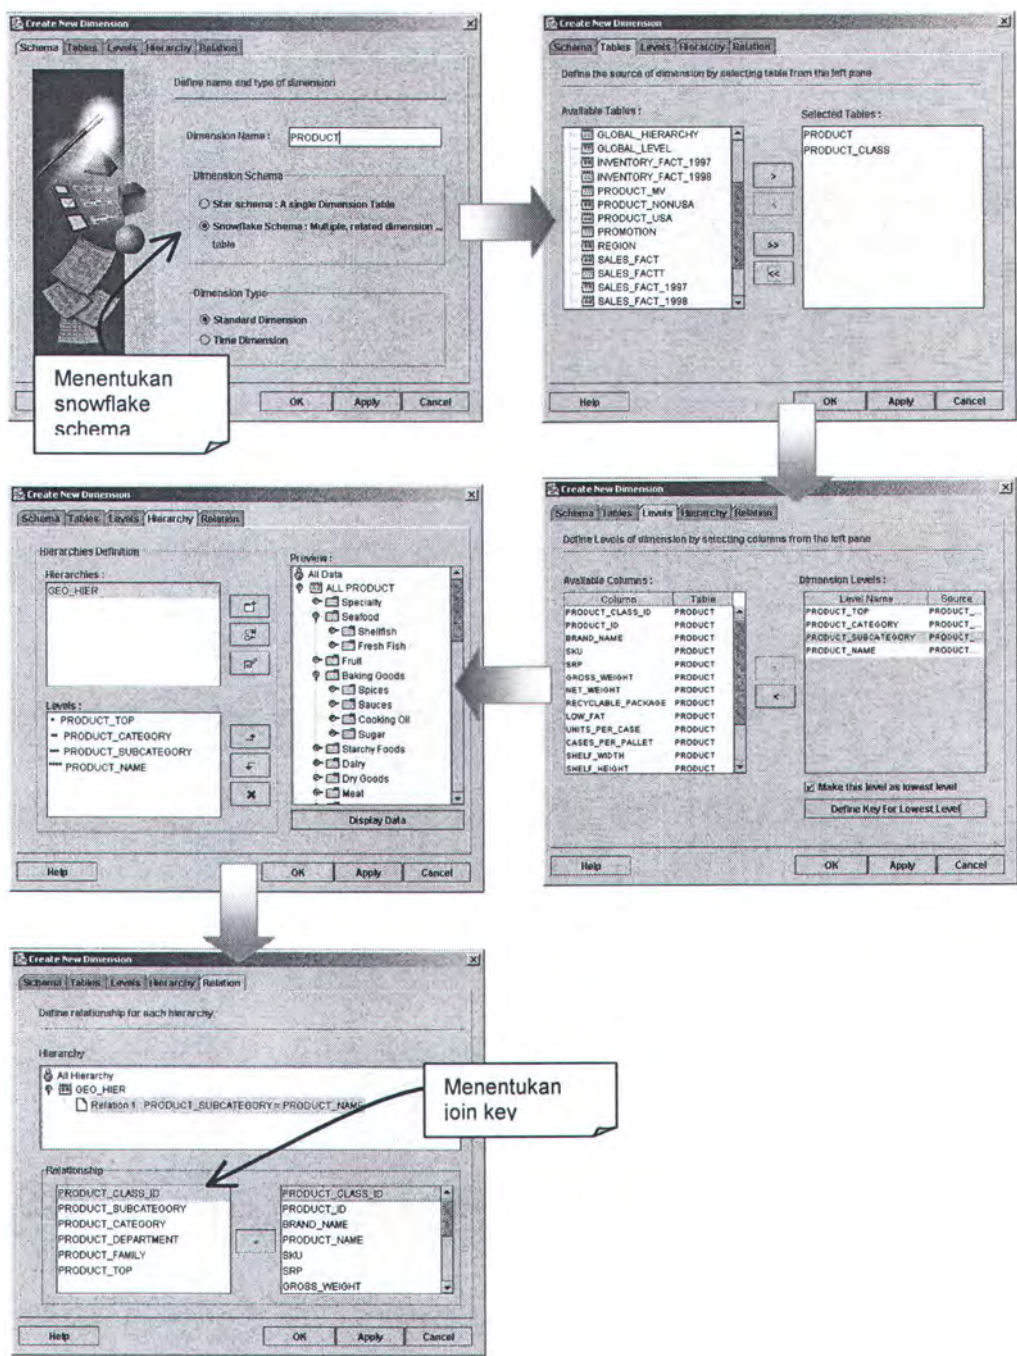 Create New Dimension
Schema Tables Levels Hierarchy Relation
Define name and type of dimension
Dimension Name : PRODUCT
Dimension Schema
Star schema : A single Dimension Table
Snowflake Schema : Multiple, related dimension ...
table
Dimension Type
Standard Dimension
Time Dimension
OK Apply Cancel
Menentukan
snowflake
schema
Create New Dimension
Schema Tables Levels Hierarchy Relation
Define the source of dimension by selecting table from the left pane
Available Tables :
GLOBAL_HIERARCHY
GLOBAL_LEVEL
INVENTORY_FACT_1997
INVENTORY_FACT_1998
PRODUCT_MV
PRODUCT_NONUSA
PRODUCT_USA
PROMOTION
REGION
SALES_FACT
SALES_FACTT
SALES_FACT_1997
SALES_FACT_1998
>
<
>>
<<
Selected Tables :
PRODUCT
PRODUCT_CLASS
Help OK Apply Cancel
Create New Dimension
Schema Tables Levels Hierarchy Relation
Define Levels of dimension by selecting columns from the left pane
Available Columns :
Column Table
PRODUCT_CLASS_ID PRODUCT
PRODUCT_ID PRODUCT
BRAND_NAME PRODUCT
SKU PRODUCT
SRP PRODUCT
GROSS_WEIGHT PRODUCT
NET_WEIGHT PRODUCT
RECYCLABLE_PACKAGE PRODUCT
LOW_FAT PRODUCT
UNITS_PER_CASE PRODUCT
CASES_PER_PALLET PRODUCT
SHELF_WIDTH PRODUCT
SHELF_HEIGHT PRODUCT
<
Dimension Levels :
Level Name Source
PRODUCT_TOP PRODUCT_...
PRODUCT_CATEGORY PRODUCT_...
PRODUCT_SUBCATEGORY PRODUCT_...
PRODUCT_NAME PRODUCT...
Make this level as lowest level
Define Key For Lowest Level
Help OK Apply Cancel
Create New Dimension
Schema Tables Levels Hierarchy Relation
Hierarchies Definition
Hierarchies :
GEO_HIER
Levels :
* PRODUCT_TOP
** PRODUCT_CATEGORY
*** PRODUCT_SUBCATEGORY
**** PRODUCT_NAME
Preview :
All Data
ALL PRODUCT
Specialty
Seafood
Shellfish
Fresh Fish
Fruit
Baking Goods
Spices
Sauces
Cooking Oil
Sugar
Starchy Foods
Dairy
Dry Goods
Meat
Display Data
Help OK Apply Cancel
Create New Dimension
Schema Tables Levels Hierarchy Relation
Define relationship for each hierarchy.
Hierarchy
All Hierarchy
GEO_HIER
Relation 1 : PRODUCT_SUBCATEGORY = PRODUCT_NAME
Menentukan
join key
Relationship
PRODUCT_CLASS_ID
PRODUCT_SUBCATEGORY
PRODUCT_CATEGORY
PRODUCT_DEPARTMENT
PRODUCT_FAMILY
PRODUCT_TOP
PRODUCT_CLASS_ID
PRODUCT_ID
BRAND_NAME
PRODUCT_NAME
SKU
SRP
GROSS_WEIGHT
Help OK Apply Cancel